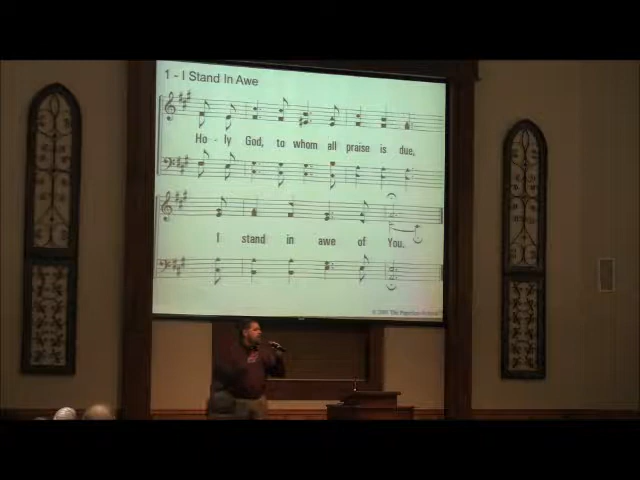 1 - I Stand In Awe
Ho - ly God, to whom all praise is due,
I stand in awe of You.